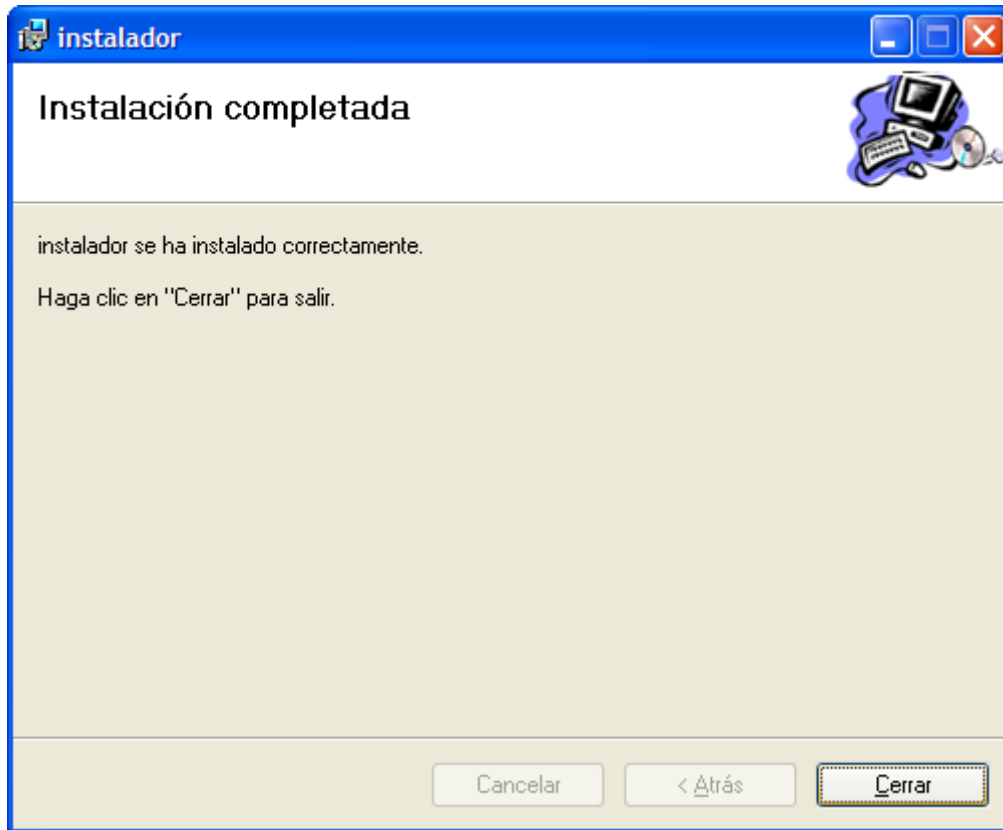 instalador
Instalación completada
instalador se ha instalado correctamente.
Haga clic en "Cerrar" para salir.
Cancelar
< Atrás
Cerrar